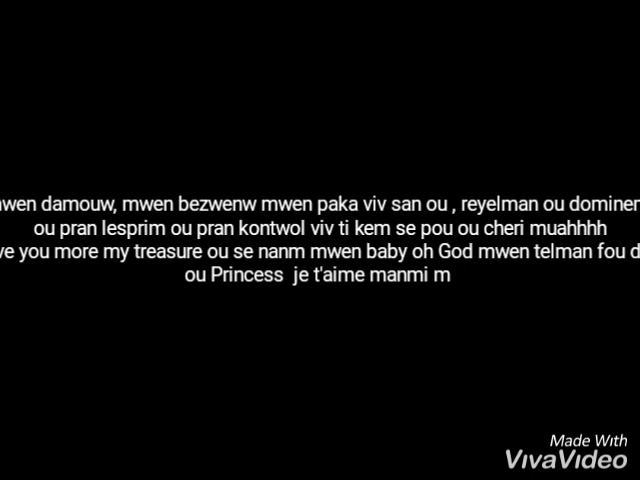 mwen damouw, mwen bezwenw mwen paka viv san ou , reyelman ou dominen
ou pran lesprim ou pran kontwol viv ti kem se pou ou cheri muahhhh
ve you more my treasure ou se nanm mwen baby oh God mwen telman fou d
ou Princess je t'aime manmi m
Made With
VivaVideo